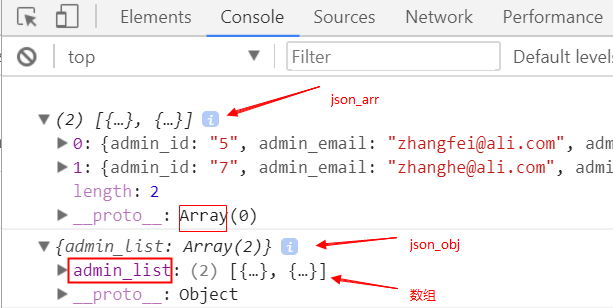 Elements Console Sources Network Performance
top Filter Default levels
json_arr
(2) [{…}, {…}] i
0: {admin_id: "5", admin_email: "zhangfei@ali.com", adm
1: {admin_id: "7", admin_email: "zhanghe@ali.com", adm
length: 2
__proto__: Array(0)
{admin_list: Array(2)} i json_obj
admin_list: (2) [{…}, {…}]
__proto__: Object 数组